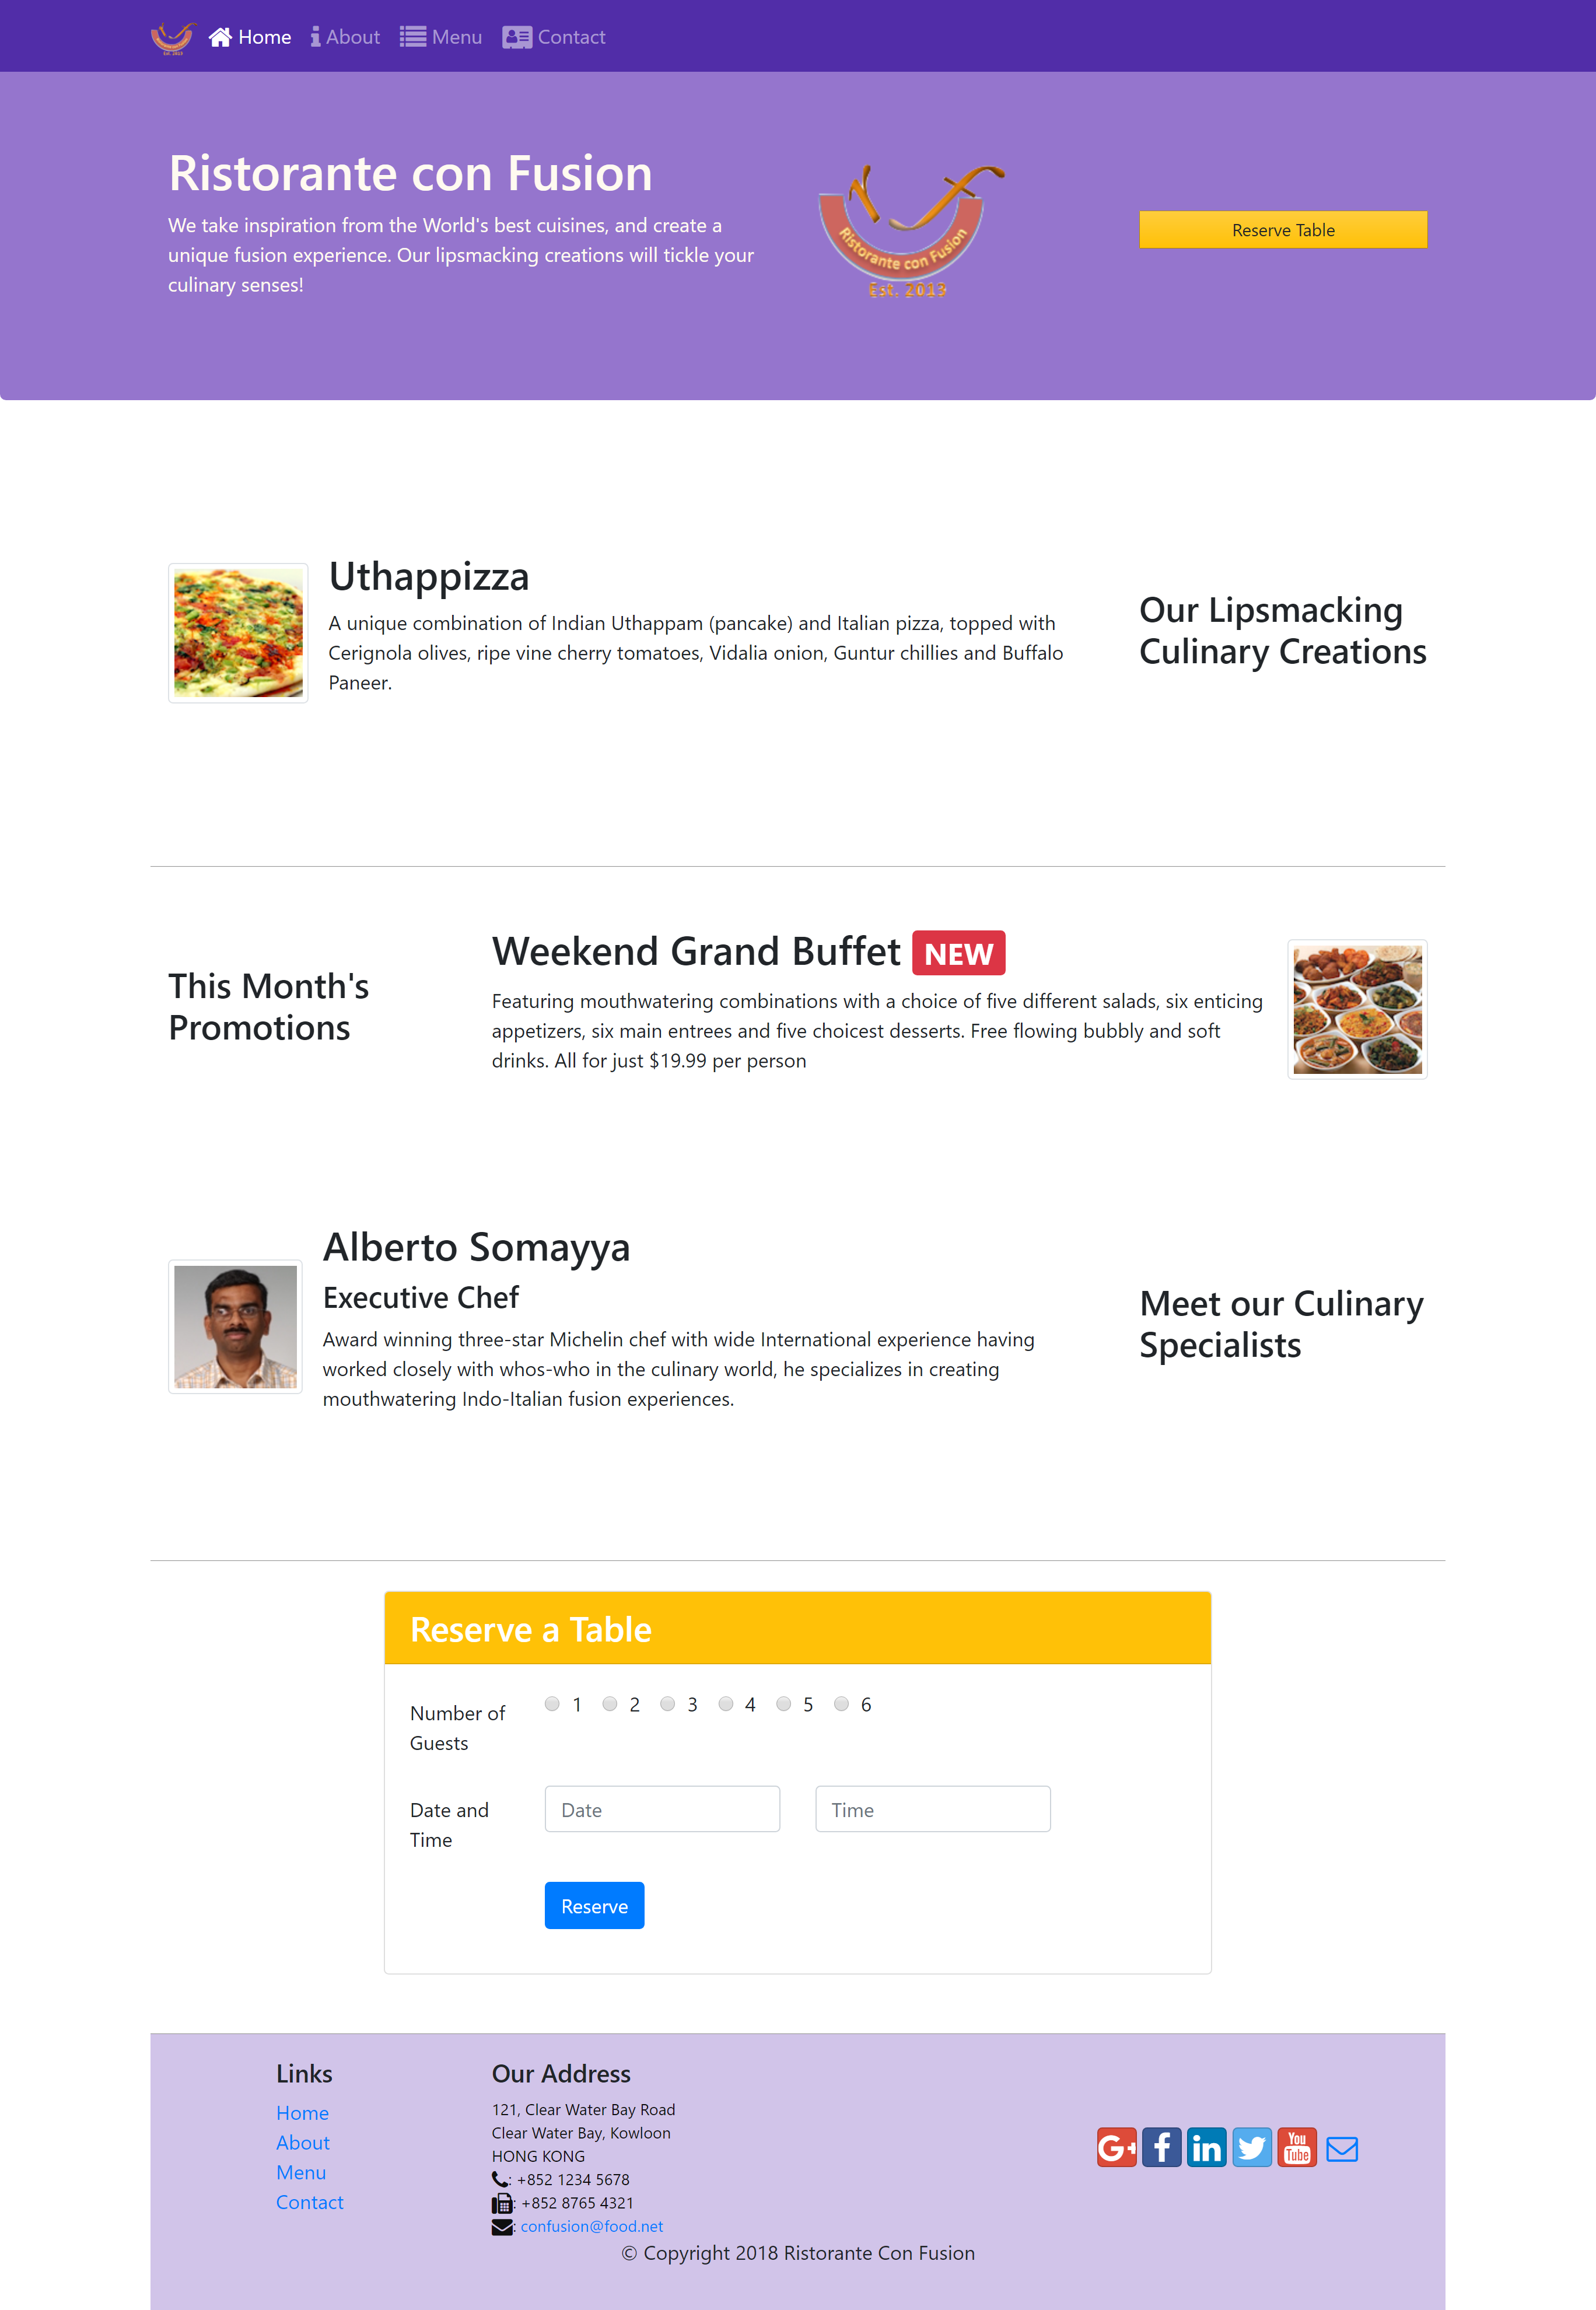 Home About Menu Contact
Ristorante con Fusion
We take inspiration from the World's best cuisines, and create a
unique fusion experience. Our lipsmacking creations will tickle your
culinary senses!
Ristorante con Fusion
Est. 2013
Reserve Table
Uthappizza
A unique combination of Indian Uthappam (pancake) and Italian pizza, topped with
Cerignola olives, ripe vine cherry tomatoes, Vidalia onion, Guntur chillies and Buffalo
Paneer.
Our Lipsmacking
Culinary Creations
This Month's
Promotions
Weekend Grand Buffet NEW
Featuring mouthwatering combinations with a choice of five different salads, six enticing
appetizers, six main entrees and five choicest desserts. Free flowing bubbly and soft
drinks. All for just $19.99 per person
Alberto Somayya
Executive Chef
Award winning three-star Michelin chef with wide International experience having
worked closely with whos-who in the culinary world, he specializes in creating
mouthwatering Indo-Italian fusion experiences.
Meet our Culinary
Specialists
Reserve a Table
Number of
Guests
1 2 3 4 5 6
Date and
Time
Date
Time
Reserve
Links
Home
About
Menu
Contact
Our Address
121, Clear Water Bay Road
Clear Water Bay, Kowloon
HONG KONG
: +852 1234 5678
: +852 8765 4321
: confusion@food.net
G+ f in You Tube
© Copyright 2018 Ristorante Con Fusion